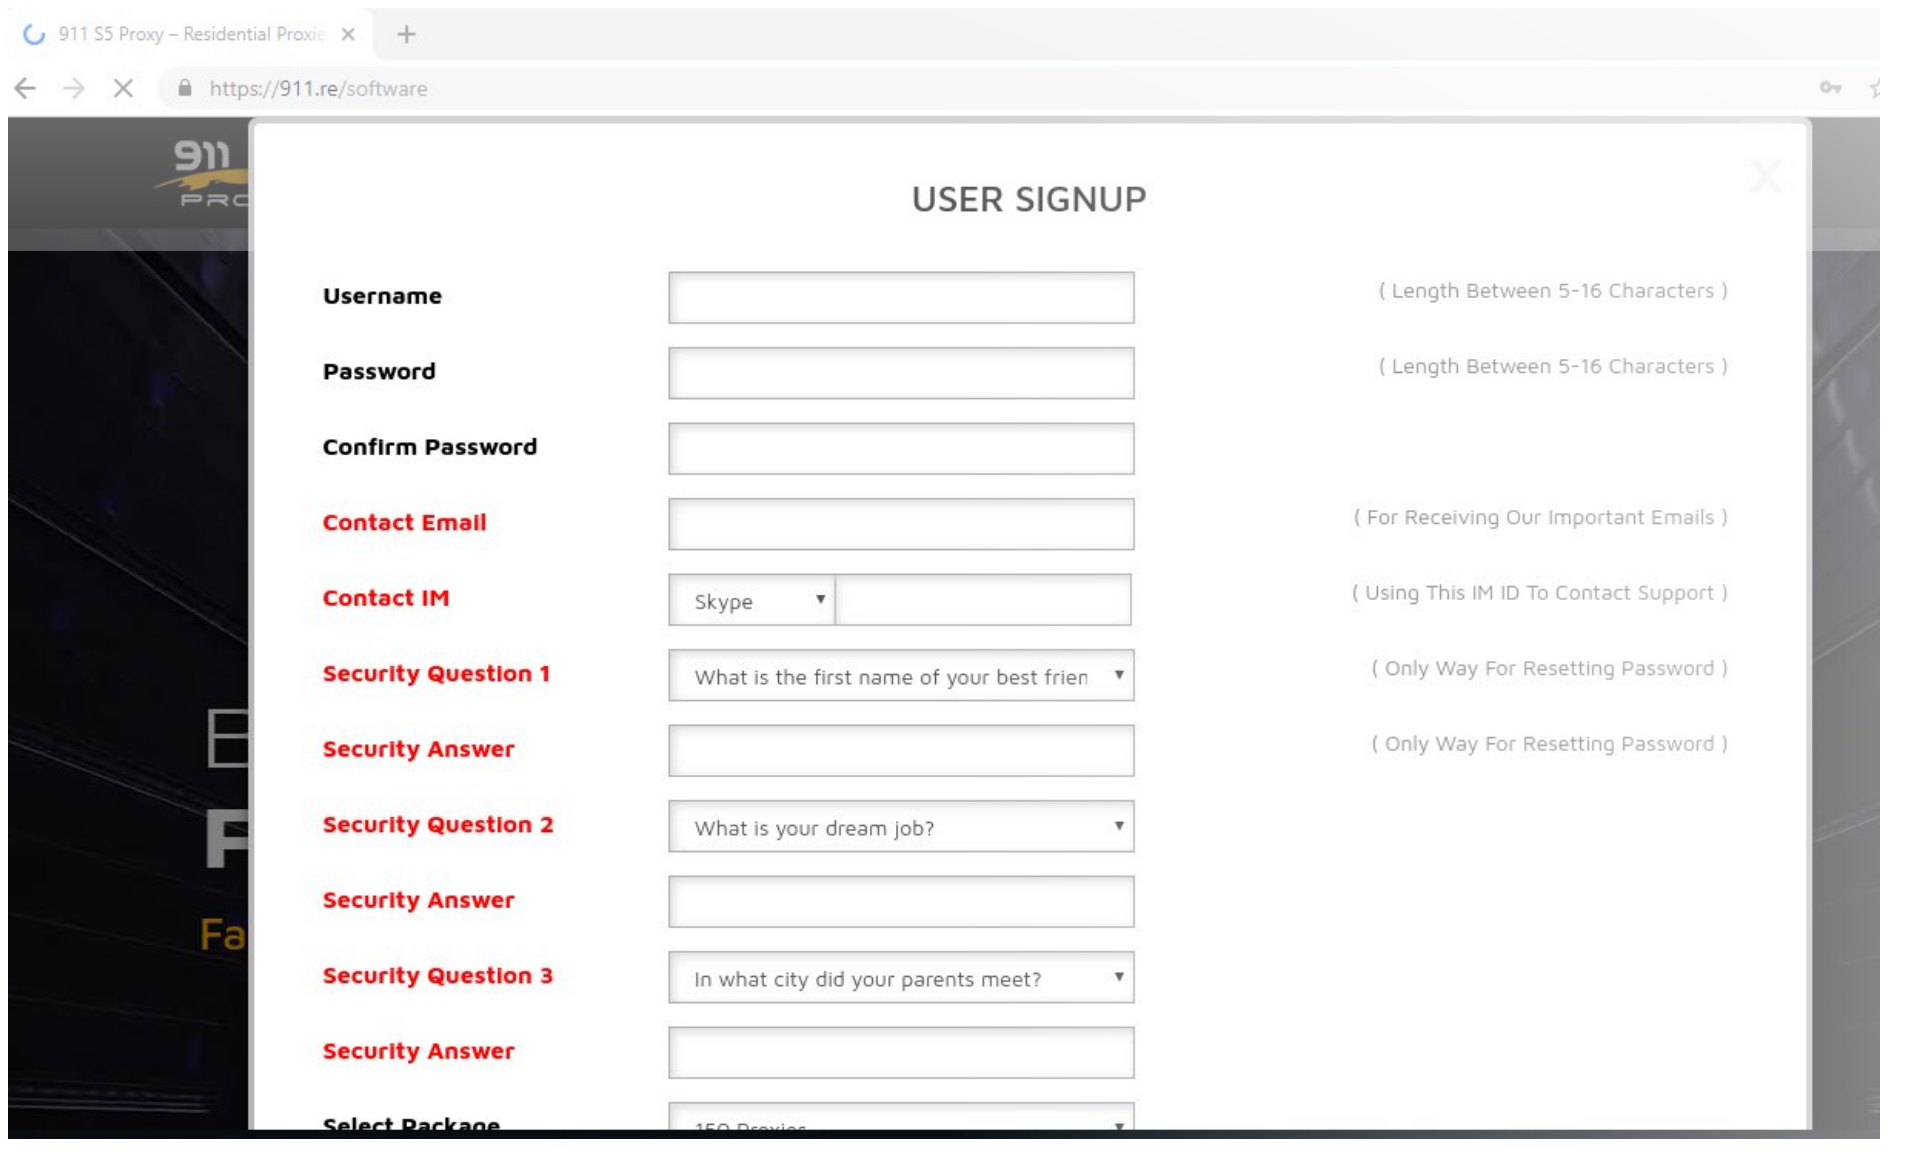 911 S5 Proxy – Residential Proxie
https://911.re/software
911
PRO
USER SIGNUP
X
Username
( Length Between 5-16 Characters )
Password
( Length Between 5-16 Characters )
Confirm Password
Contact Email
( For Receiving Our Important Emails )
Contact IM
Skype
( Using This IM ID To Contact Support )
Security Question 1
What is the first name of your best frien
( Only Way For Resetting Password )
Security Answer
( Only Way For Resetting Password )
Security Question 2
What is your dream job?
Security Answer
Security Question 3
In what city did your parents meet?
Security Answer
Fa
Select Package
150 Proxies